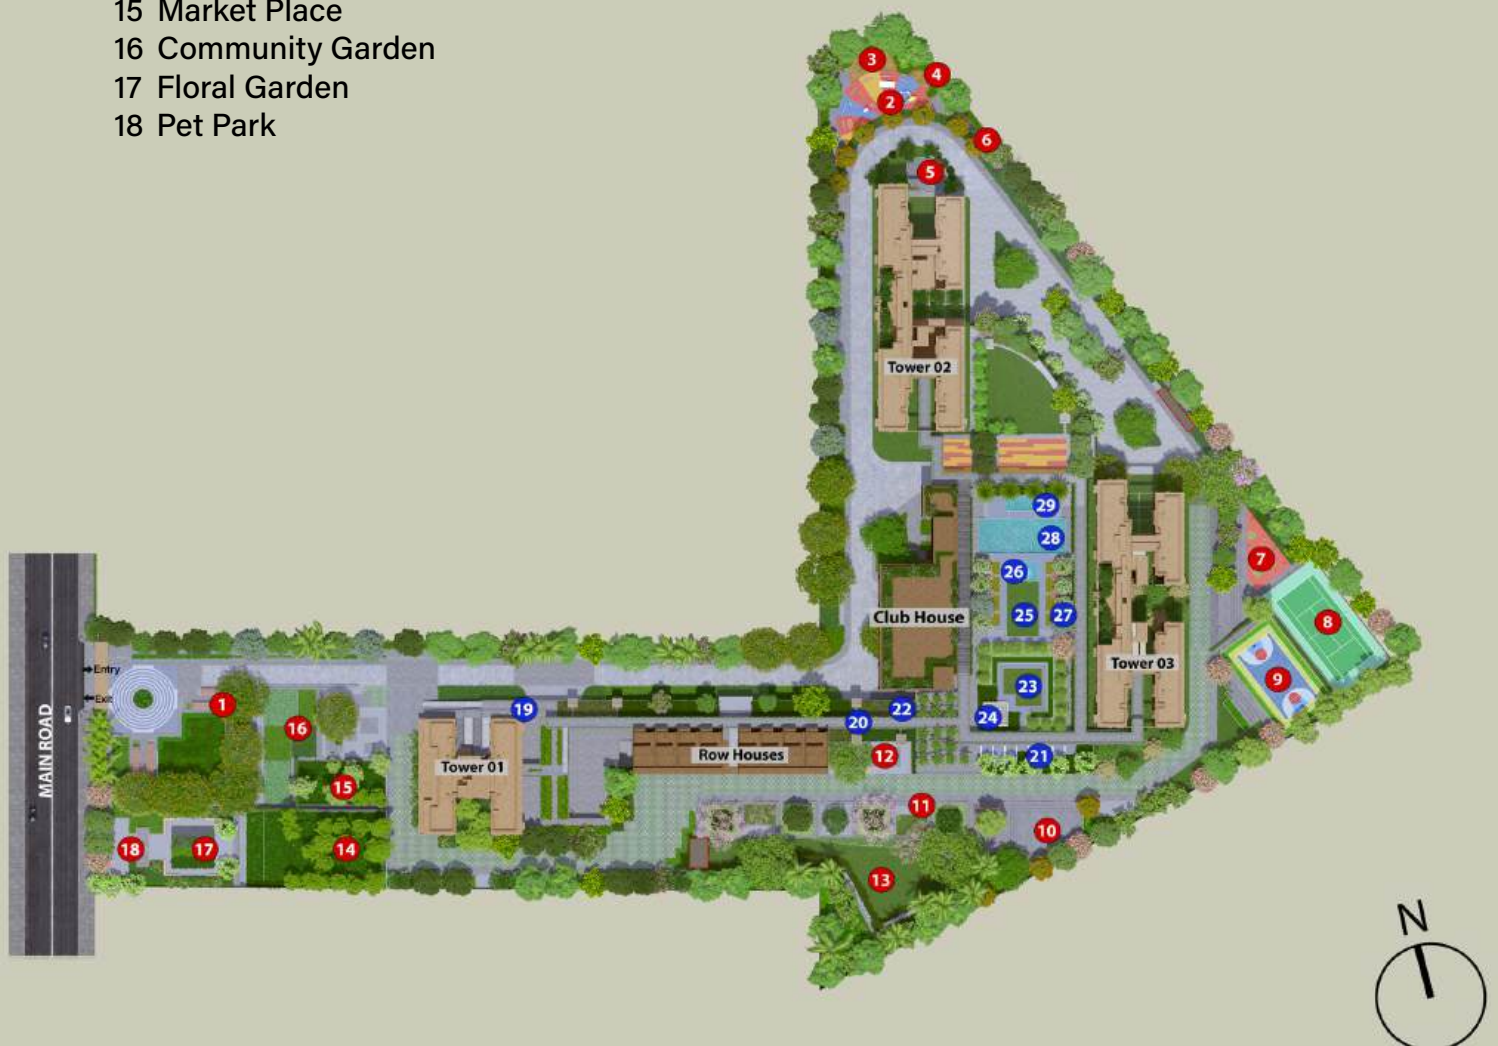 15 Market Place
16 Community Garden
17 Floral Garden
18 Pet Park
3
4
2
6
5
Tower 02
29
28
7
26
Club House
25
27
8
Tower 03
9
Entry
Exit
1
23
MAIN ROAD
16
19
20
22
24
Tower 01
Row Houses
12
21
15
11
10
18
17
14
13
N